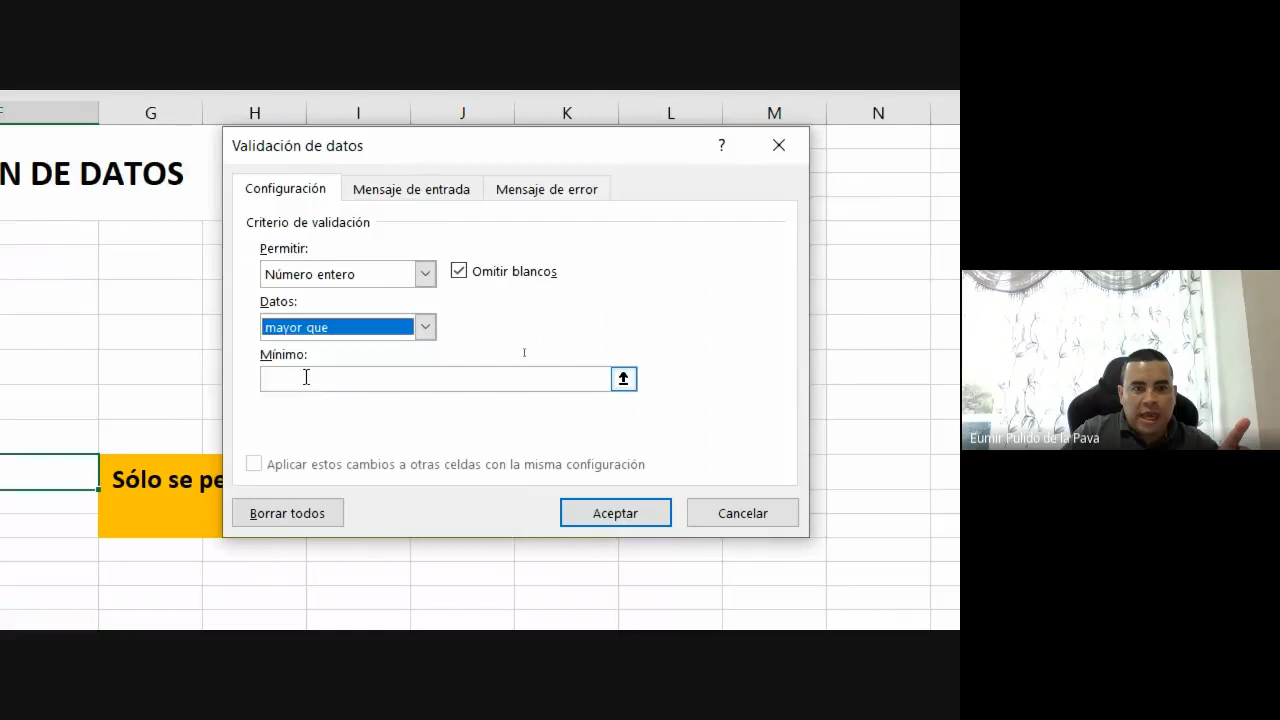 F G H I J K L M N
N DE DATOS
Validación de datos ?
Configuración Mensaje de entrada Mensaje de error
Criterio de validación
Permitir:
Número entero Omitir blancos
Datos:
mayor que
Mínimo:
Aplicar estos cambios a otras celdas con la misma configuración
Sólo se pe
Borrar todos Aceptar Cancelar
Eumir Pulido de la Pava